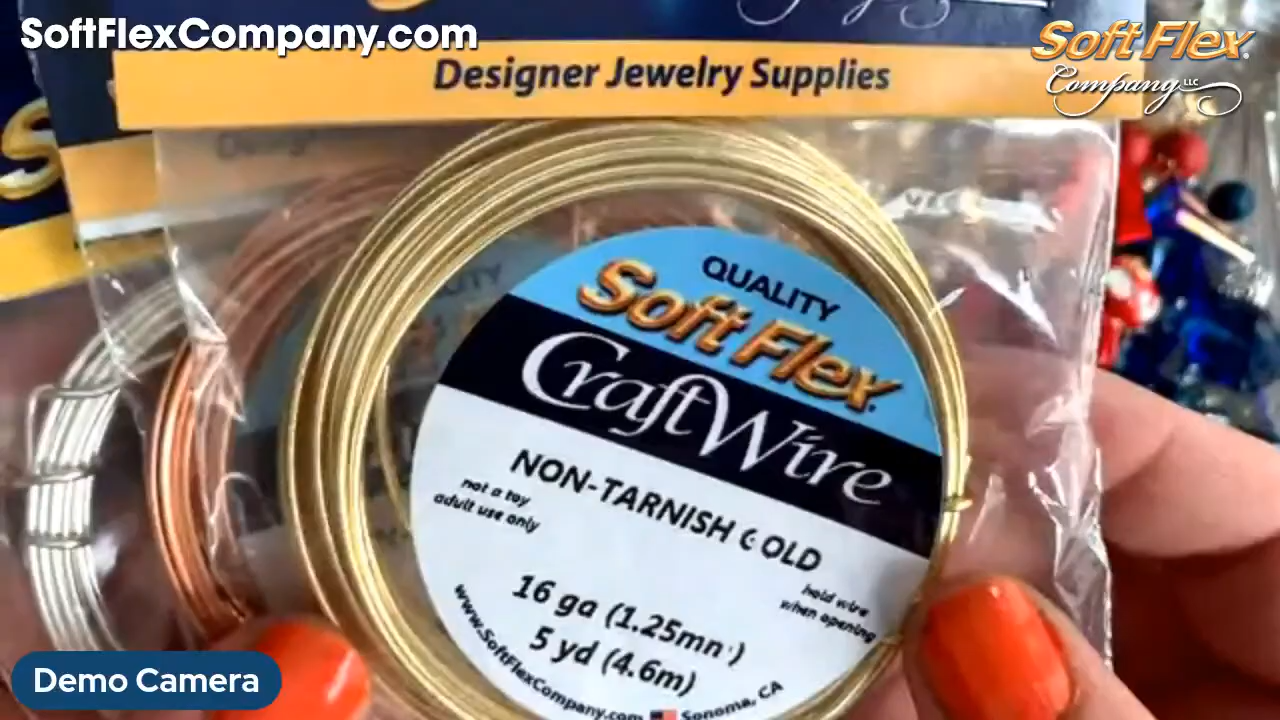 SoftFlexCompany.com
Soft Flex
Company LLC
Designer Jewelry Supplies
QUALITY
Soft Flex
CraftWire
NON-TARNISH GOLD
not a toy
adult use only
hold wire
when opening
16 ga (1.25mm)
5 yd (4.6m)
www.SoftFlexCompany.com
Sonoma, CA
Demo Camera